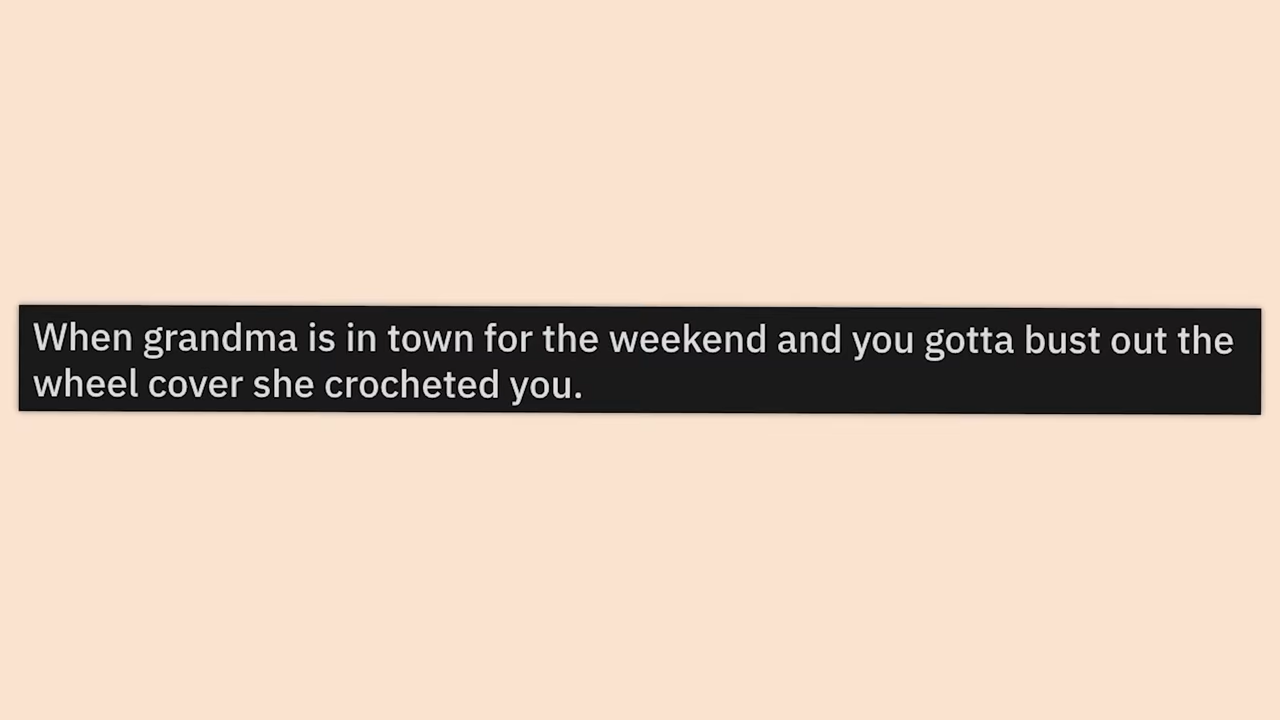 When grandma is in town for the weekend and you gotta bust out the
wheel cover she crocheted you.